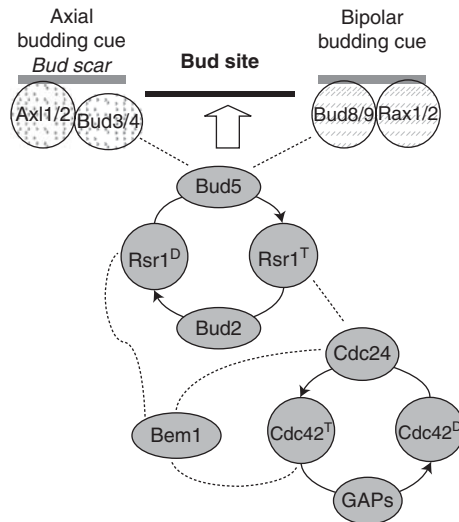 Axial
budding cue
Bud scar
Bud site
Bipolar
budding cue
Axl1/2
Bud3/4
Bud8/9
Rax1/2
Bud5
Rsr1ᴰ
Rsr1ᵀ
Bud2
Cdc24
Bem1
Cdc42ᵀ
Cdc42ᴰ
GAPs